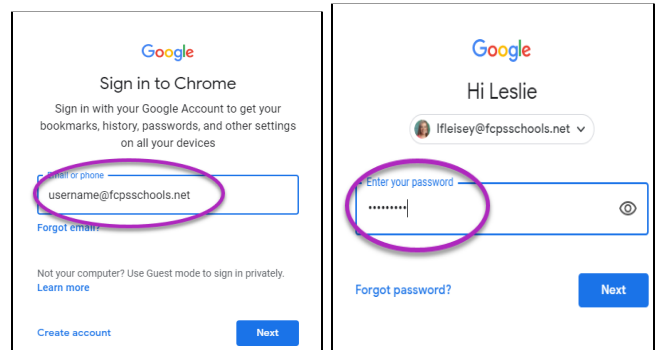 Google
Sign in to Chrome
Sign in with your Google Account to get your
bookmarks, history, passwords, and other settings
on all your devices
Email or phone
username@fcpsschools.net
Forgot email?
Not your computer? Use Guest mode to sign in privately.
Learn more
Create account
Next
Google
Hi Leslie
lfleisey@fcpsschools.net
Enter your password
•••••••••
Forgot password?
Next